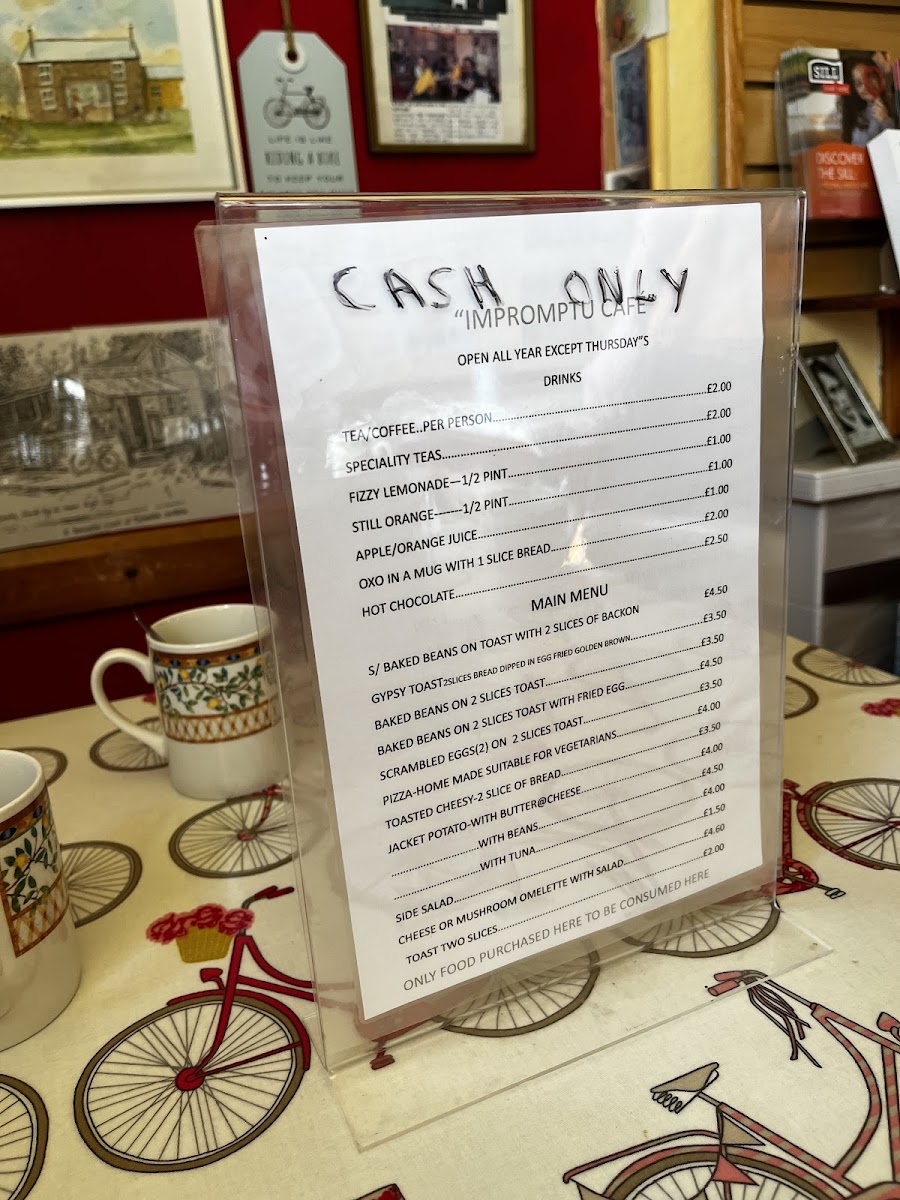 LIFE IS LIKE
RIDING A BIKE
TO KEEP YOUR
SILL
DISCOVER
THE SILL
CASH ONLY
"IMPROMPTU CAFE"
OPEN ALL YEAR EXCEPT THURSDAY"S
DRINKS
TEA/COFFEE..PER PERSON...........................................................£2.00
SPECIALITY TEAS...........................................................£2.00
FIZZY LEMONADE—1/2 PINT...........................................................£1.00
STILL ORANGE-------1/2 PINT...........................................................£1.00
APPLE/ORANGE JUICE...........................................................£1.00
OXO IN A MUG WITH 1 SLICE BREAD...........................................................£2.00
HOT CHOCOLATE...........................................................£2.50
MAIN MENU
S/ BAKED BEANS ON TOAST WITH 2 SLICES OF BACKON £4.50
GYPSY TOAST2SLICES BREAD DIPPED IN EGG FRIED GOLDEN BROWN....................£3.50
BAKED BEANS ON 2 SLICES TOAST........................................£3.50
BAKED BEANS ON 2 SLICES TOAST WITH FRIED EGG....................£4.50
SCRAMBLED EGGS(2) ON 2 SLICES TOAST..............................£3.50
PIZZA-HOME MADE SUITABLE FOR VEGETARIANS....................£4.00
TOASTED CHEESY-2 SLICE OF BREAD..............................£3.50
JACKET POTATO-WITH BUTTER@CHEESE..............................£4.00
..............................WITH BEANS........................................£4.50
..............................WITH TUNA........................................£4.00
SIDE SALAD............................................................£1.50
CHEESE OR MUSHROOM OMELETTE WITH SALAD....................£4.60
TOAST TWO SLICES..................................................£2.00
ONLY FOOD PURCHASED HERE TO BE CONSUMED HERE